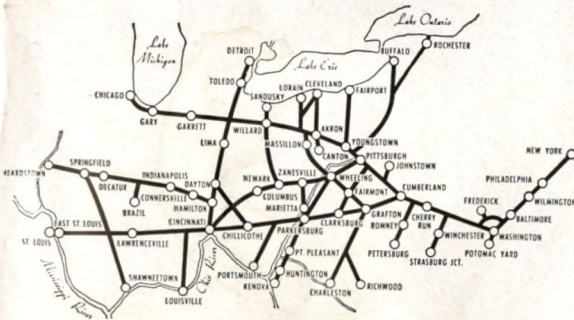 Lake Ontario
Lake
Michigan
DETROIT
BUFFALO
ROCHESTER
Lake Erie
TOLEDO
CHICAGO
SANDUSKY
LORAIN
CLEVELAND
FAIRPORT
GARY
GARRETT
WILLARD
AKRON
YOUNGSTOWN
LIMA
MASSILLON
CANTON
PITTSBURGH
NEW YORK
JOHNSTOWN
SPRINGFIELD
BEARDSTOWN
DECATUR
INDIANAPOLIS
DAYTON
NEWARK
ZANESVILLE
WHEELING
PHILADELPHIA
CONNERSVILLE
COLUMBUS
FAIRMONT
CUMBERLAND
WILMINGTON
BRAZIL
HAMILTON
MARIETTA
FREDERICK
CINCINNATI
PARKERSBURG
CLARKSBURG
GRAFTON
CHERRY
RUN
BALTIMORE
EAST ST. LOUIS
ST. LOUIS
LAWRENCEVILLE
CHILLICOTHE
ROMNEY
WINCHESTER
WASHINGTON
PT. PLEASANT
PETERSBURG
POTOMAC YARD
STRASBURG JCT.
Mississippi River
Ohio River
SHAWNEETOWN
PORTSMOUTH
HUNTINGTON
LOUISVILLE
KENOVA
CHARLESTON
RICHWOOD